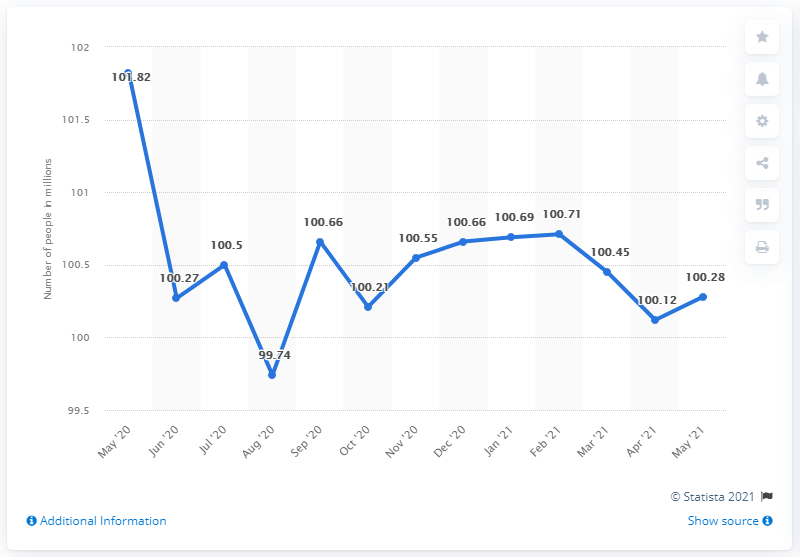 102
101.5
101
100.5
100
99.5
Number of people in millions
101.82
100.27
100.5
99.74
100.66
100.21
100.55
100.66
100.69
100.71
100.45
100.12
100.28
May '20
Jun '20
Jul '20
Aug '20
Sep '20
Oct '20
Nov '20
Dec '20
Jan '21
Feb '21
Mar '21
Apr '21
May '21
© Statista 2021
Additional Information
Show source